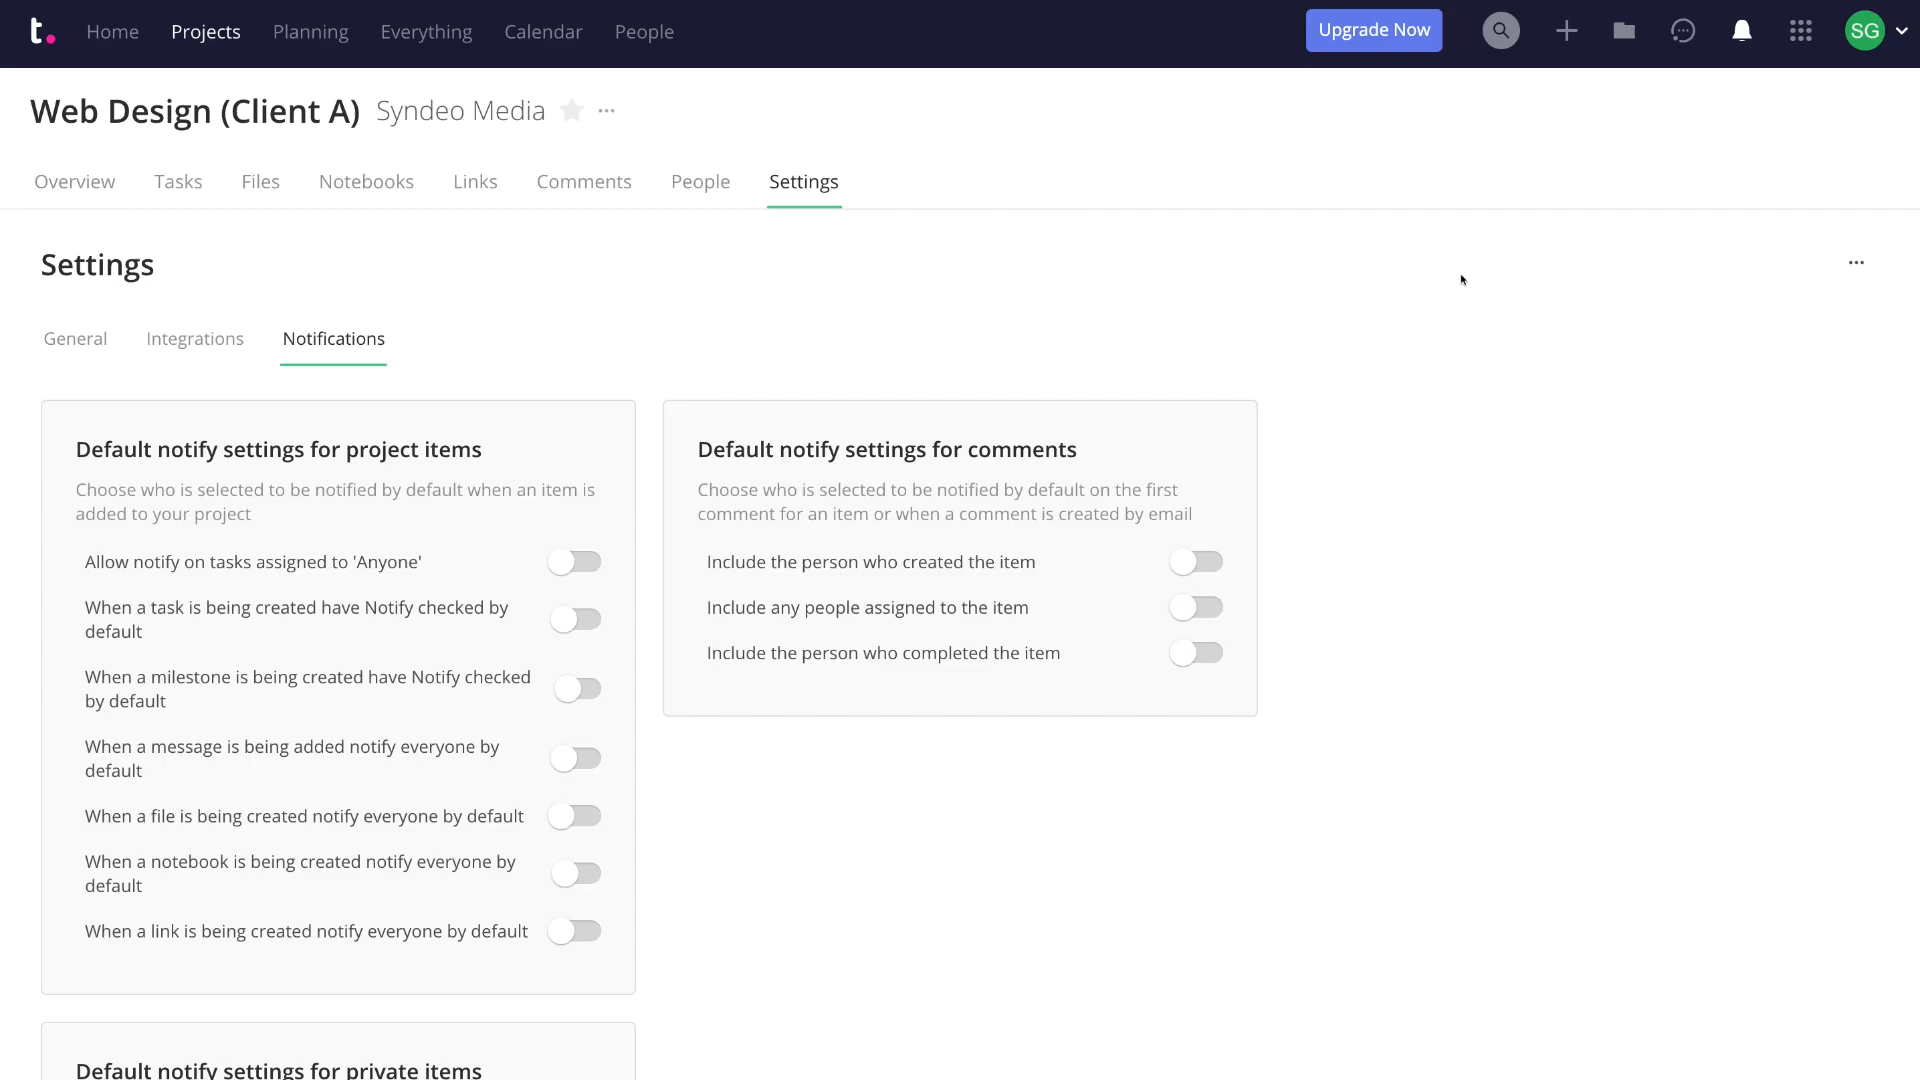 t.
Home
Projects
Planning
Everything
Calendar
People
Upgrade Now
SG
Web Design (Client A)
Syndeo Media
Overview
Tasks
Files
Notebooks
Links
Comments
People
Settings
Settings
General
Integrations
Notifications
Default notify settings for project items
Choose who is selected to be notified by default when an item is
added to your project
Allow notify on tasks assigned to 'Anyone'
When a task is being created have Notify checked by
default
When a milestone is being created have Notify checked
by default
When a message is being added notify everyone by
default
When a file is being created notify everyone by default
When a notebook is being created notify everyone by
default
When a link is being created notify everyone by default
Default notify settings for comments
Choose who is selected to be notified by default on the first
comment for an item or when a comment is created by email
Include the person who created the item
Include any people assigned to the item
Include the person who completed the item
Default notify settings for private items